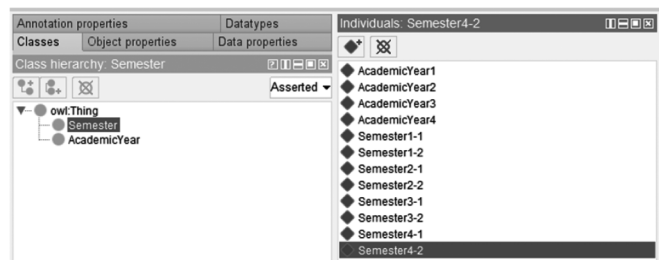 Annotation properties
Datatypes
Classes
Object properties
Data properties
Class hierarchy: Semester
Asserted
owl:Thing
Semester
AcademicYear
Individuals: Semester4-2
AcademicYear1
AcademicYear2
AcademicYear3
AcademicYear4
Semester1-1
Semester1-2
Semester2-1
Semester2-2
Semester3-1
Semester3-2
Semester4-1
Semester4-2